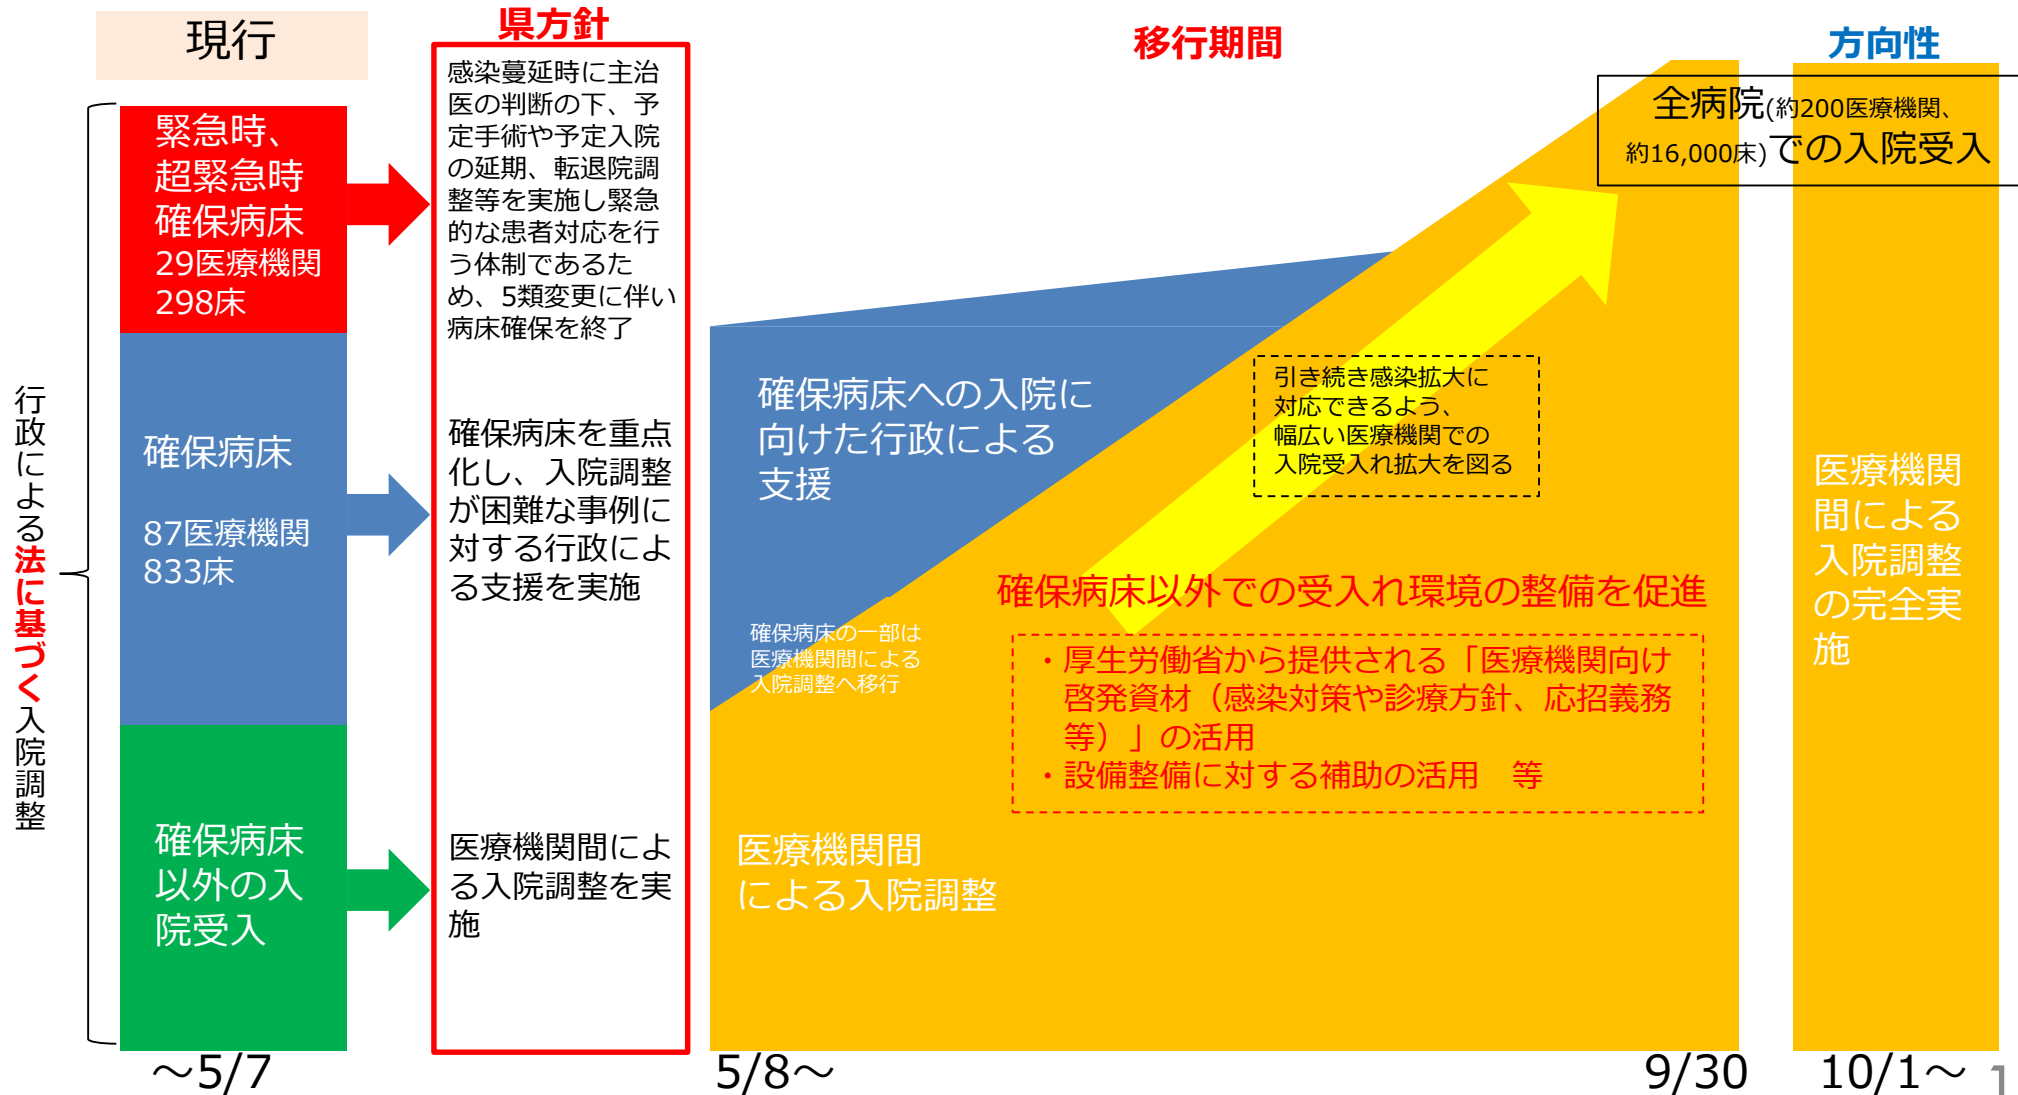 現行
県方針
移行期間
方向性
行政による法に基づく入院調整
緊急時、
超緊急時
確保病床
29医療機関
298床
確保病床
87医療機関
833床
確保病床
以外の入
院受入
感染蔓延時に主治
医の判断の下、予
定手術や予定入院
の延期、転退院調
整等を実施し緊急
的な患者対応を行
う体制であるた
め、5類変更に伴い
病床確保を終了
確保病床を重点
化し、入院調整
が困難な事例に
対する行政によ
る支援を実施
医療機関間によ
る入院調整を実
施
確保病床への入院に
向けた行政による
支援
確保病床の一部は
医療機関間による
入院調整へ移行
医療機関間
による入院調整
引き続き感染拡大に
対応できるよう、
幅広い医療機関での
入院受入れ拡大を図る
確保病床以外での受入れ環境の整備を促進
・厚生労働省から提供される「医療機関向け
啓発資材（感染対策や診療方針、応招義務
等）」の活用
・設備整備に対する補助の活用　等
全病院(約200医療機関、
約16,000床)での入院受入
医療機関
間による
入院調整
の完全実
施
～5/7
5/8～
9/30
10/1～
1